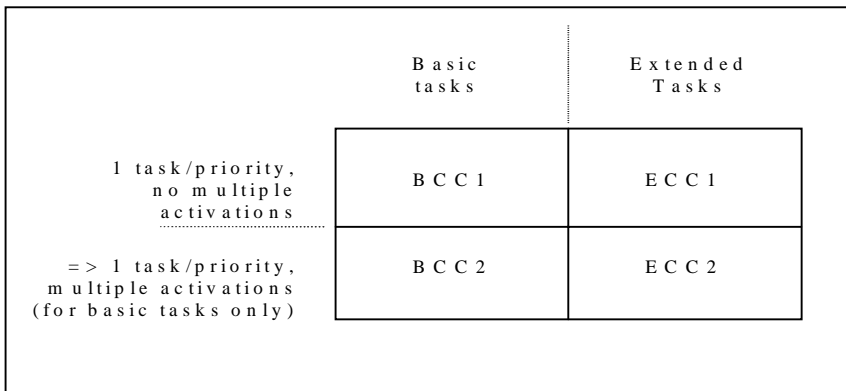 Basic
tasks
Extended
Tasks
1 task/priority,
no multiple
activations
BCC1
ECC1
=> 1 task/priority,
multiple activations
(for basic tasks only)
BCC2
ECC2